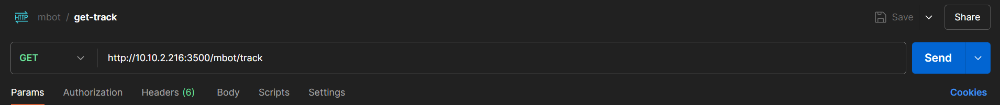 HTTP mbot / get-track Save Share
GET http://10.10.2.216:3500/mbot/track Send
Params Authorization Headers (6) Body Scripts Settings Cookies